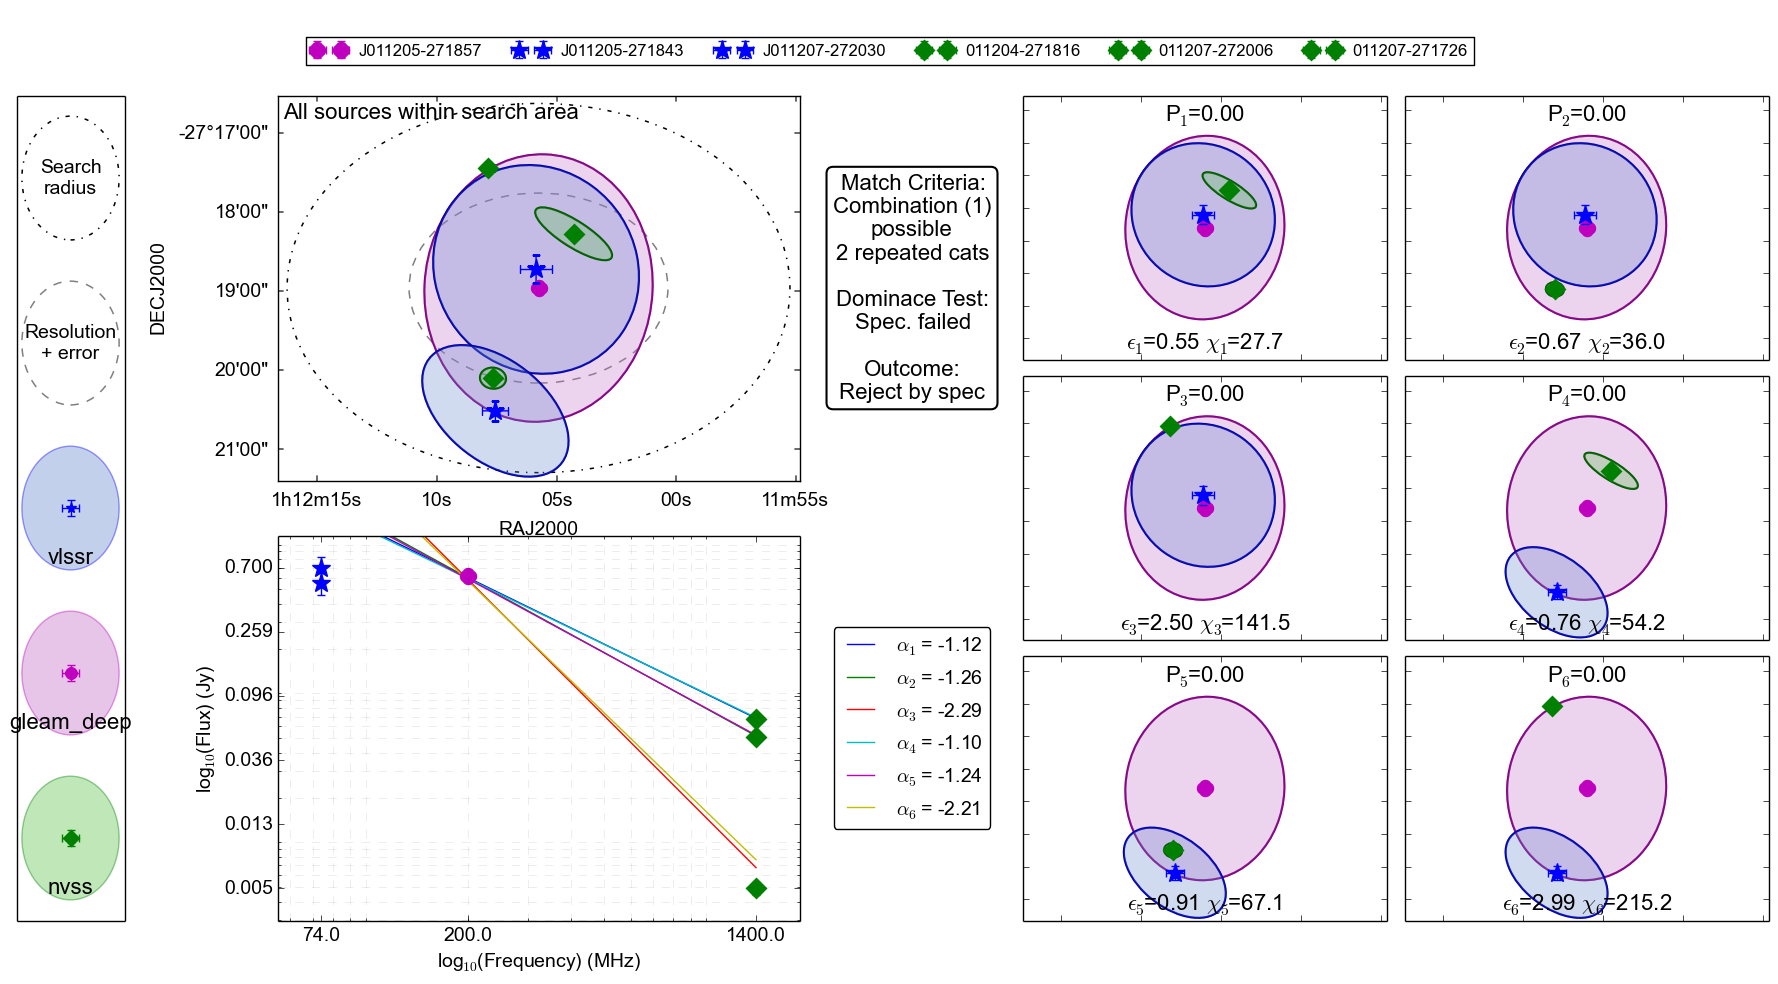 J011205-271857 J011205-271843 J011207-272030 011204-271816 011207-272006 011207-271726
Search
radius
Resolution
+ error
vlssr
gleam_deep
nvss
All sources within search area
DECJ2000
-27°17'00"
18'00"
19'00"
20'00"
21'00"
1h12m15s 10s 05s 00s 11m55s
RAJ2000
Match Criteria:
Combination (1)
possible
2 repeated cats
Dominace Test:
Spec. failed
Outcome:
Reject by spec
log₁₀(Flux) (Jy)
0.700
0.259
0.096
0.036
0.013
0.005
74.0 200.0 1400.0
log₁₀(Frequency) (MHz)
α₁ = -1.12
α₂ = -1.26
α₃ = -2.29
α₄ = -1.10
α₅ = -1.24
α₆ = -2.21
P₁=0.00
ϵ₁=0.55 χ₁=27.7
P₂=0.00
ϵ₂=0.67 χ₂=36.0
P₃=0.00
ϵ₃=2.50 χ₃=141.5
P₄=0.00
ϵ₄=0.76 χ₄=54.2
P₅=0.00
ϵ₅=0.91 χ₅=67.1
P₆=0.00
ϵ₆=2.99 χ₆=215.2